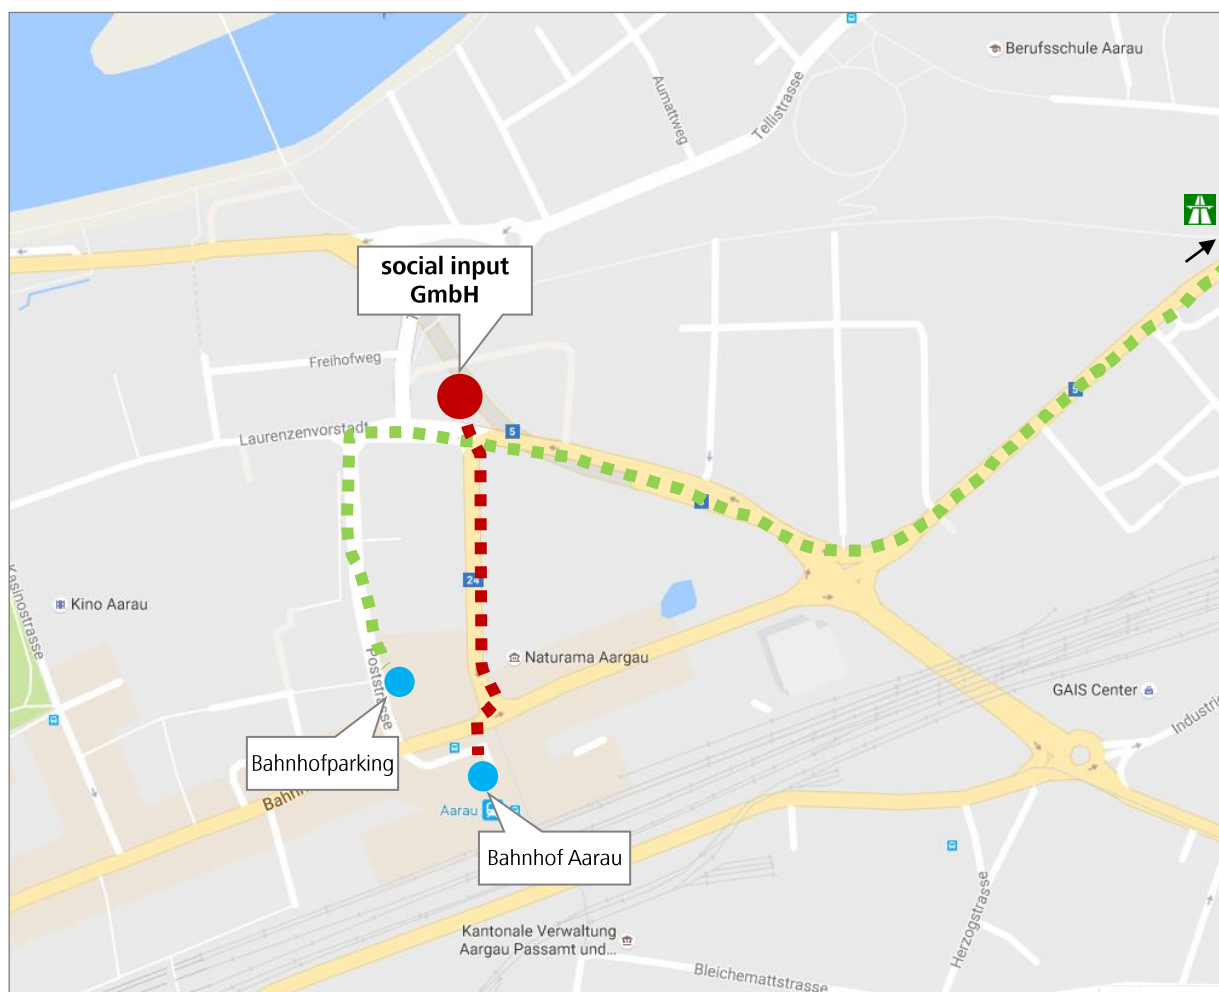 Berufsschule Aarau
Aumattweg
Tellistrasse
social input
GmbH
Freihofweg
Laurenzenvorstadt
5
5
24
Kasinostrasse
Kino Aarau
Naturama Aargau
Poststrasse
GAIS Center
Bahnhofparking
Aarau
Bahnhof Aarau
Kantonale Verwaltung
Aargau Passamt und...
Herzogstrasse
Bleichemattstrasse